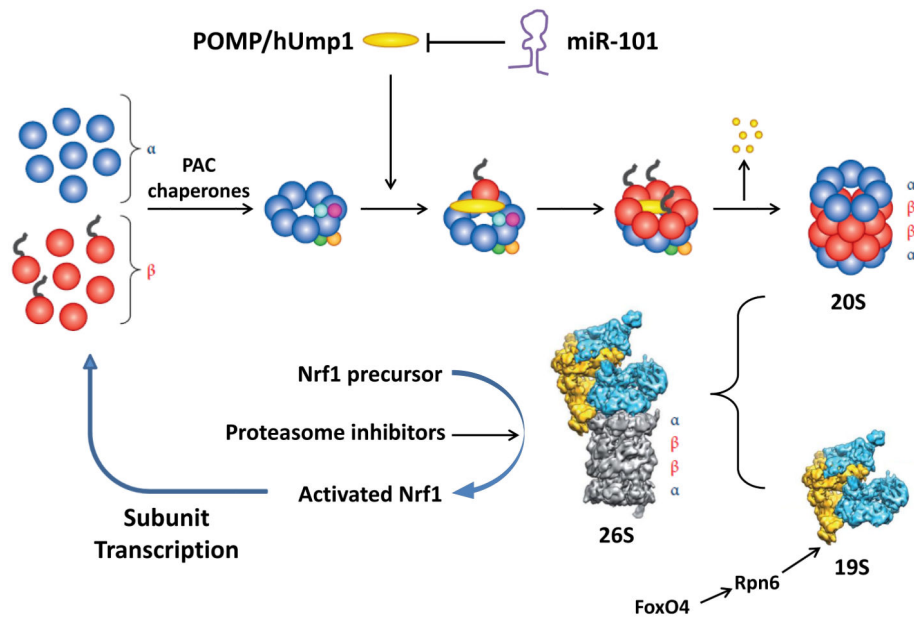 POMP/hUmp1
miR-101
α
PAC
chaperones
β
α
β
β
α
20S
Nrf1 precursor
Proteasome inhibitors
Activated Nrf1
Subunit
Transcription
α
β
β
α
26S
19S
Rpn6
FoxO4